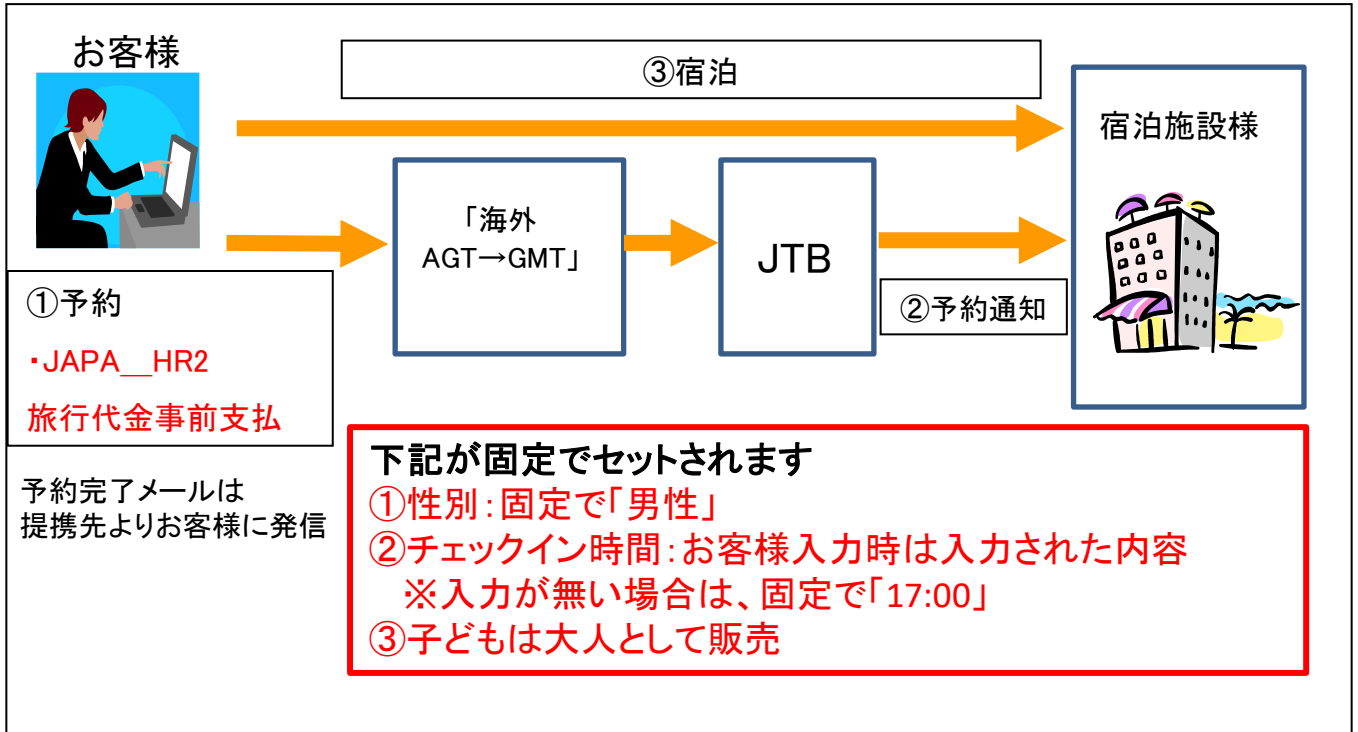 お客様
③宿泊
宿泊施設様
「海外
AGT→GMT」
JTB
①予約
・JAPA__HR2
旅行代金事前支払
②予約通知
予約完了メールは
提携先よりお客様に発信
下記が固定でセットされます
①性別：固定で「男性」
②チェックイン時間：お客様入力時は入力された内容
※入力が無い場合は、固定で「17:00」
③子どもは大人として販売